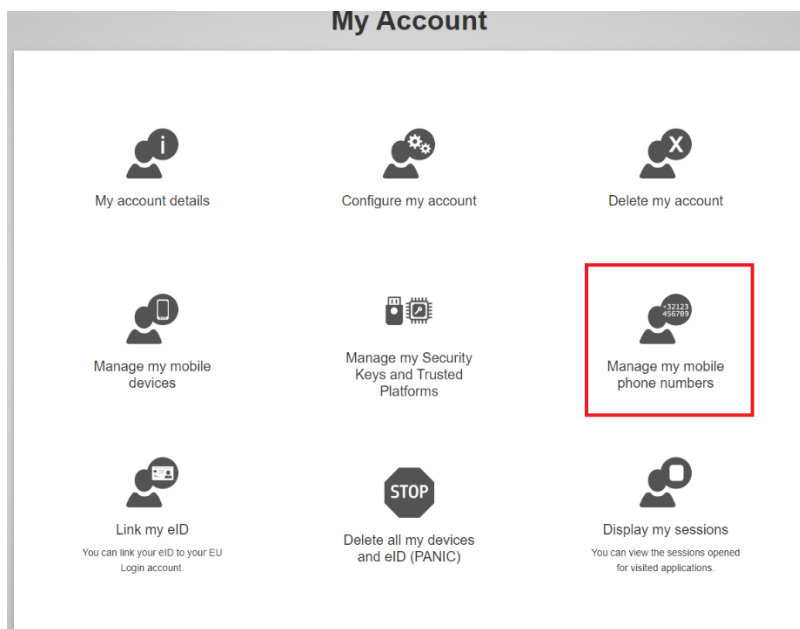 My Account
i
X
My account details
Configure my account
Delete my account
+32123
456789
Manage my mobile
devices
Manage my Security
Keys and Trusted
Platforms
Manage my mobile
phone numbers
STOP
Link my eID
You can link your eID to your EU
Login account.
Delete all my devices
and eID (PANIC)
Display my sessions
You can view the sessions opened
for visited applications.